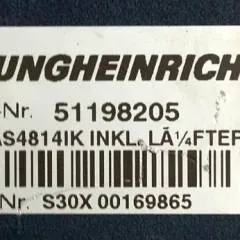 UNGHEINRICH
-Nr. 51198205
AS4814IK INKL. LÃ¼FTER
Nr. S30X 00169865